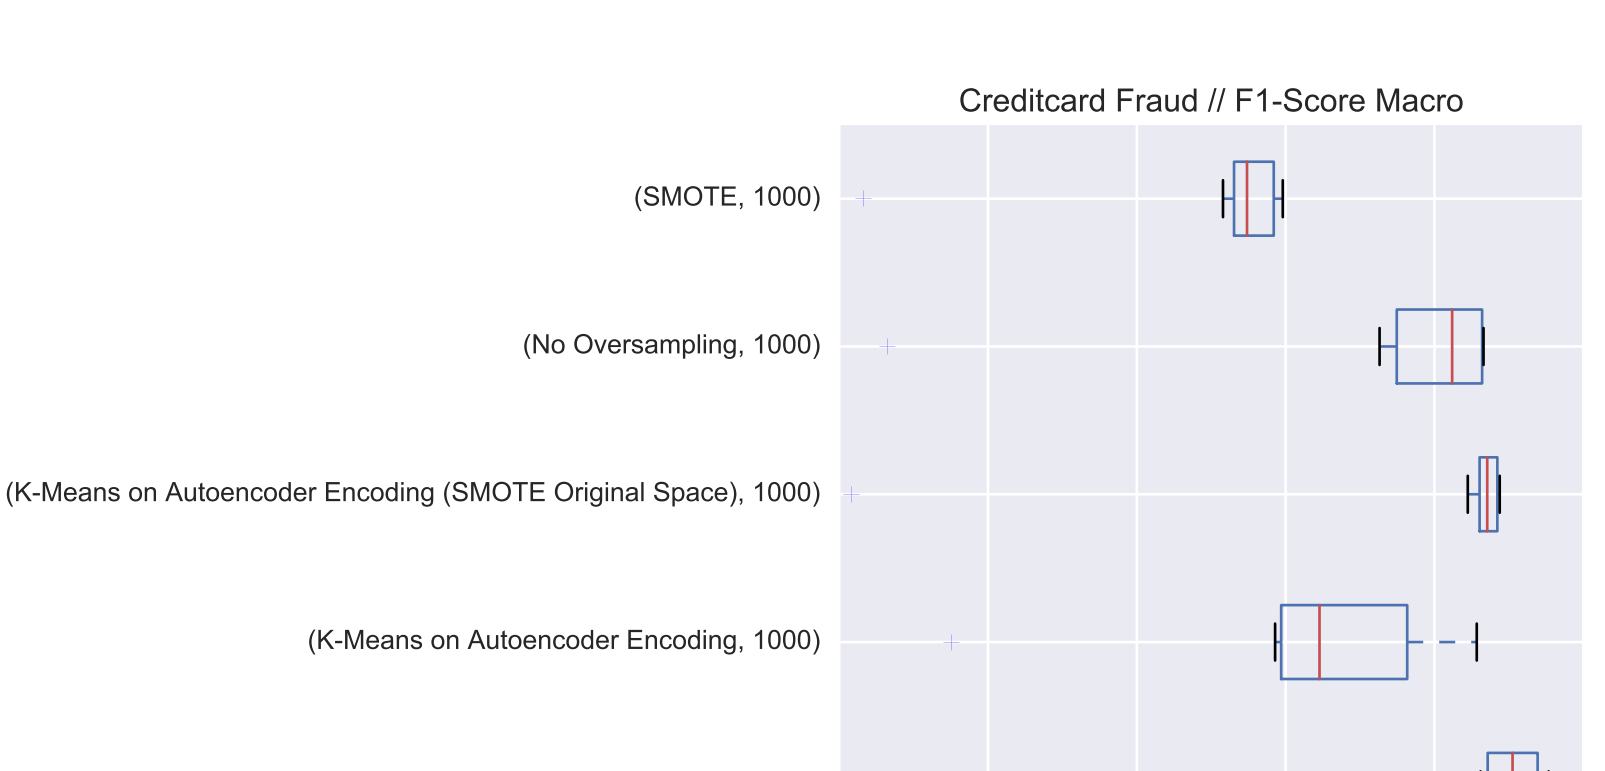 Creditcard Fraud // F1-Score Macro
(SMOTE, 1000)
(No Oversampling, 1000)
(K-Means on Autoencoder Encoding (SMOTE Original Space), 1000)
(K-Means on Autoencoder Encoding, 1000)